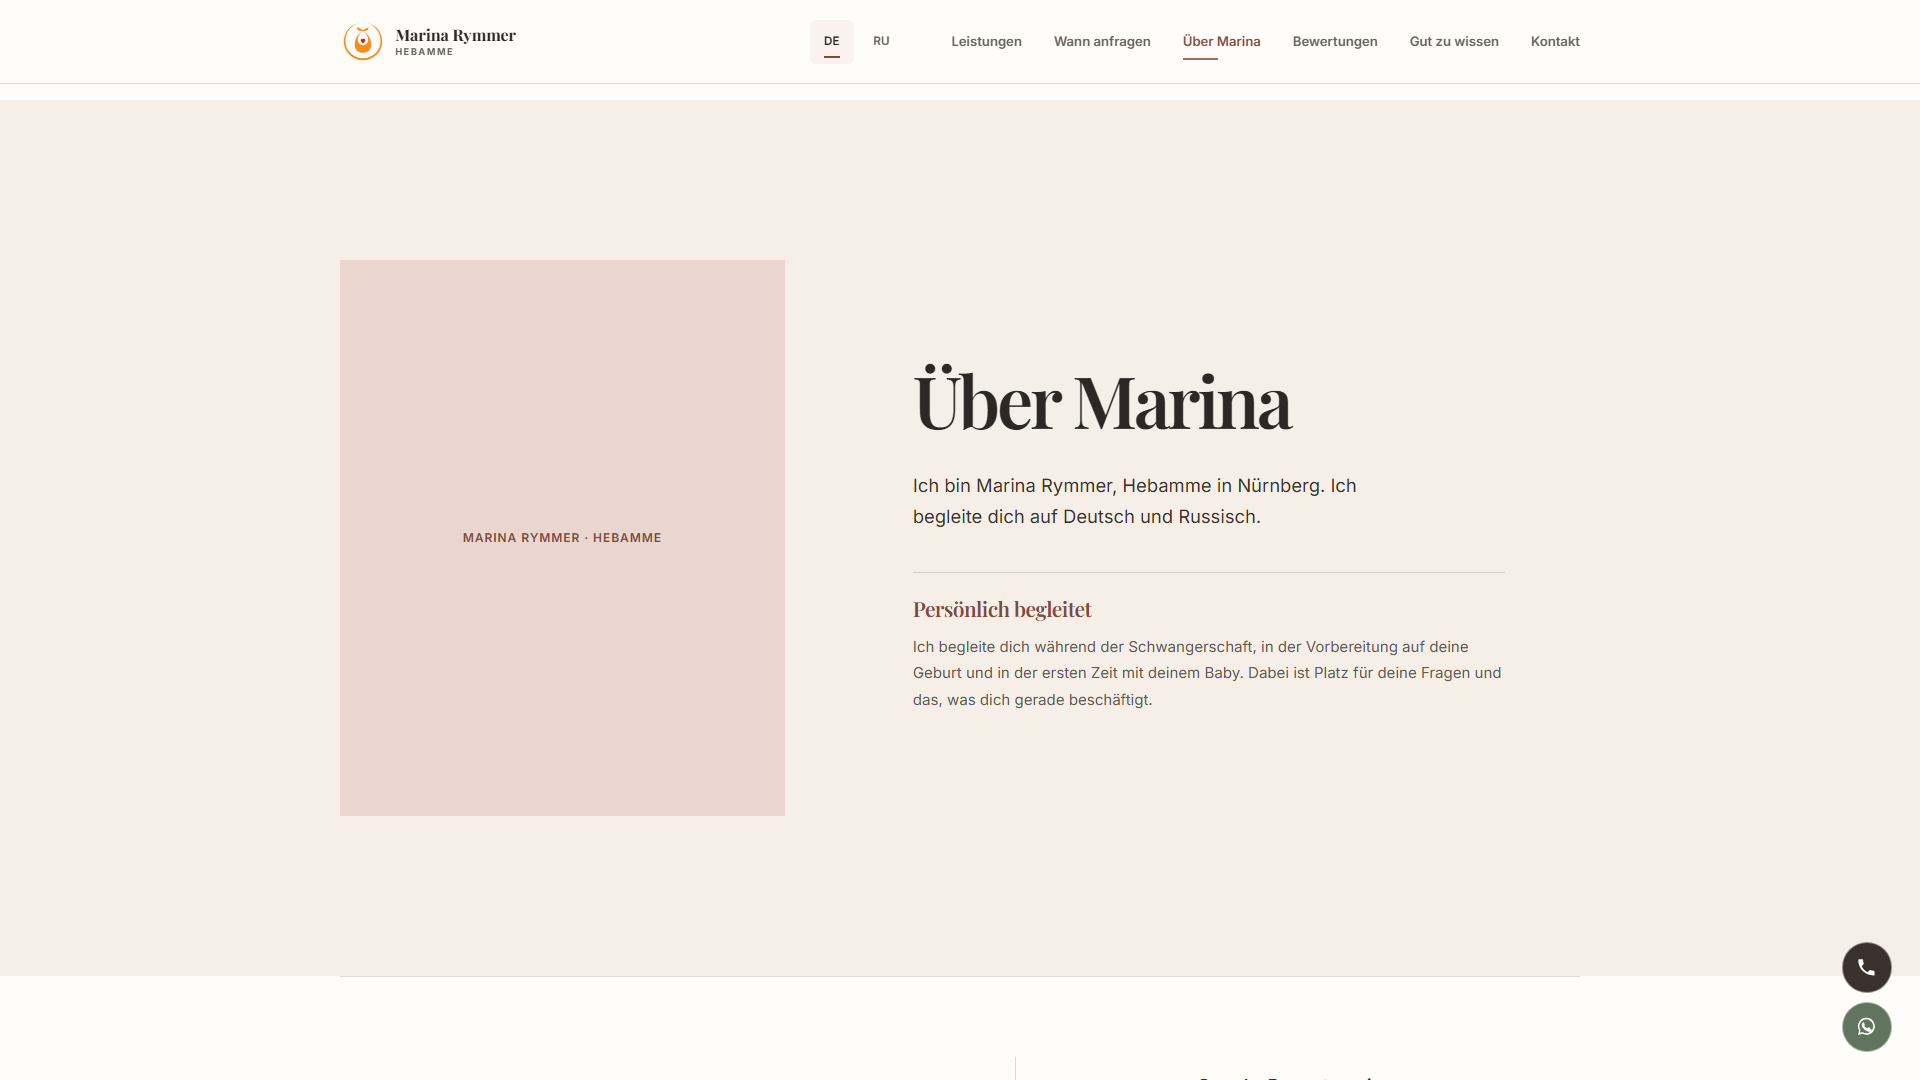 Marina Rymmer
HEBAMME
DE
RU
Leistungen
Wann anfragen
Über Marina
Bewertungen
Gut zu wissen
Kontakt
MARINA RYMMER · HEBAMME
Über Marina
Ich bin Marina Rymmer, Hebamme in Nürnberg. Ich
begleite dich auf Deutsch und Russisch.
Persönlich begleitet
Ich begleite dich während der Schwangerschaft, in der Vorbereitung auf deine
Geburt und in der ersten Zeit mit deinem Baby. Dabei ist Platz für deine Fragen und
das, was dich gerade beschäftigt.